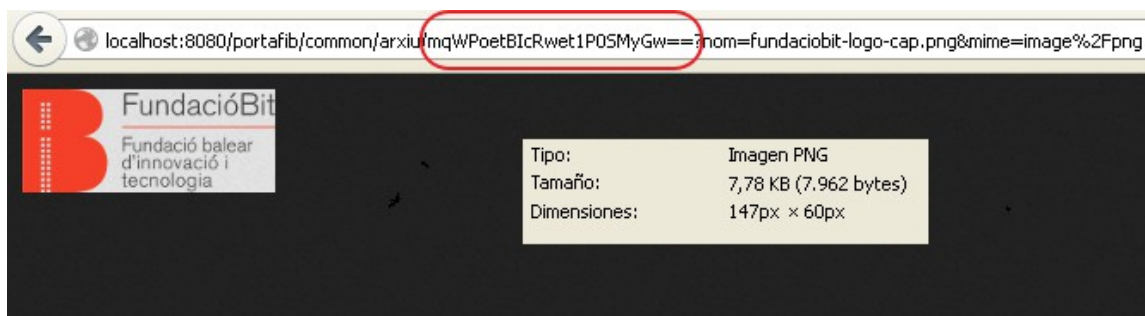 localhost:8080/portafib/common/arxiu/mqWPoetBIcRwet1P0SMyGw==?nom=fundaciobit-logo-cap.png&mime=image%2Fpng
FundacióBit
Fundació balear
d'innovació i
tecnologia
Tipo: Imagen PNG
Tamaño: 7,78 KB (7.962 bytes)
Dimensiones: 147px × 60px